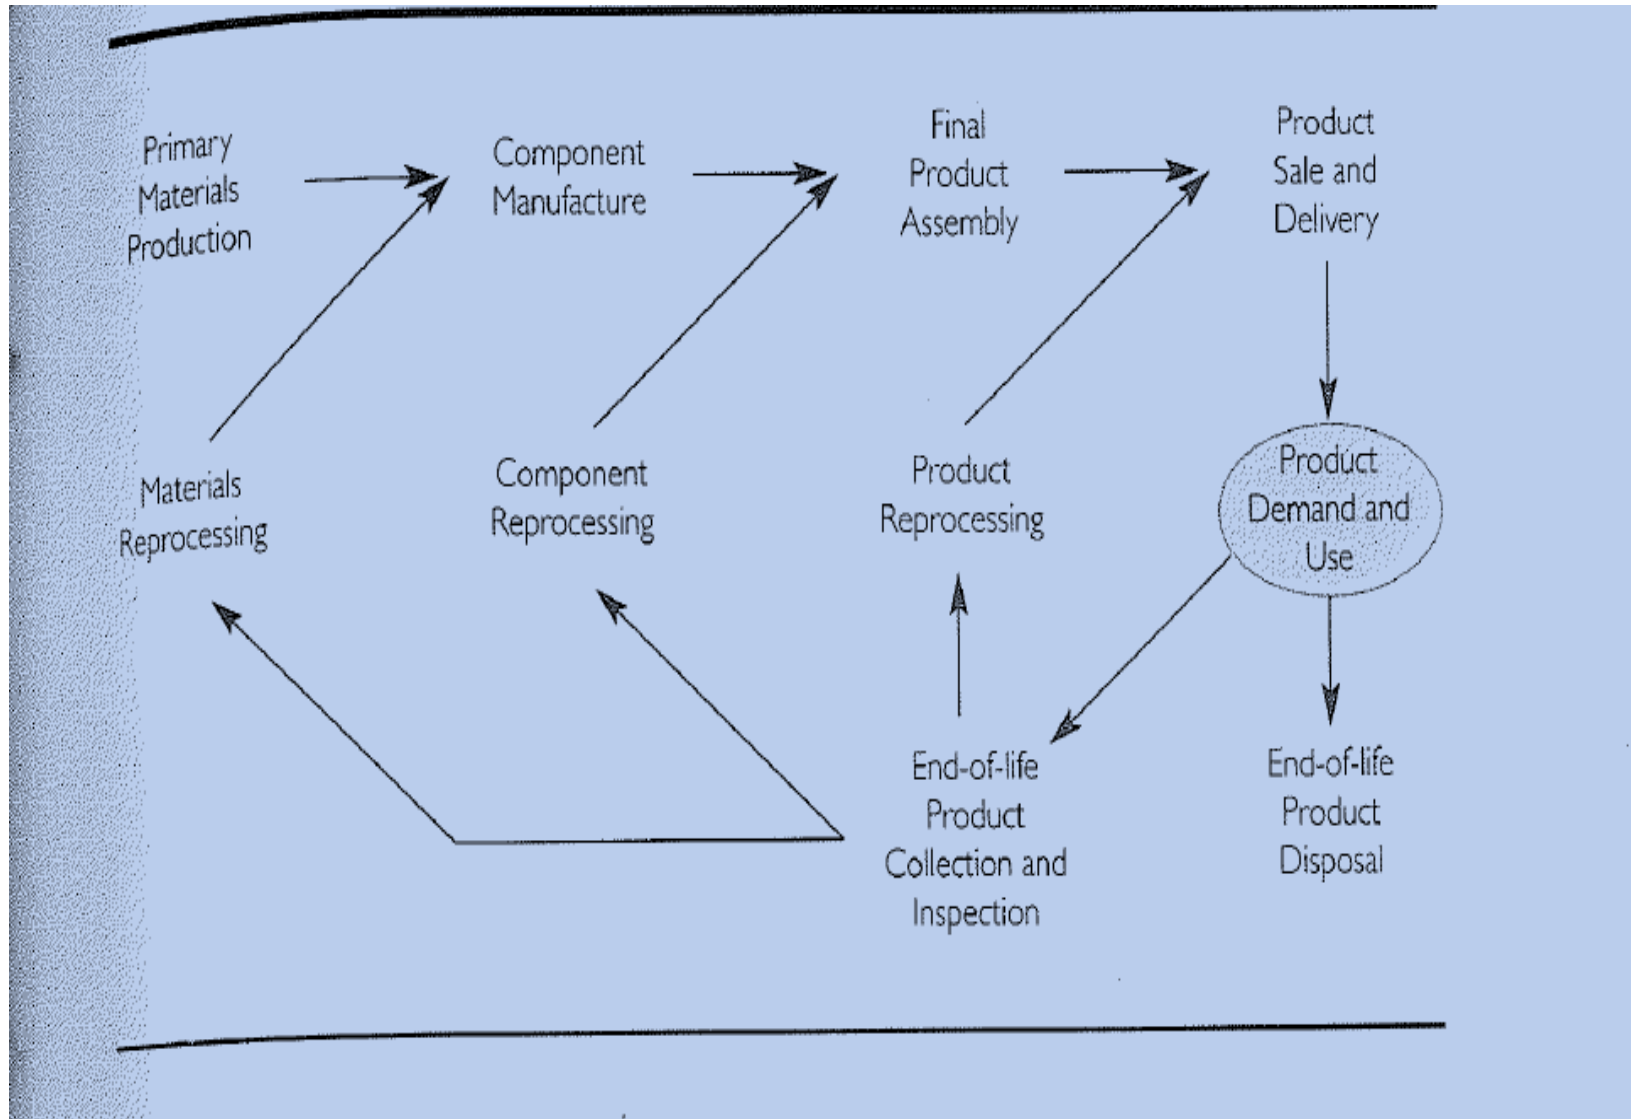 Primary
Materials
Production
Component
Manufacture
Final
Product
Assembly
Product
Sale and
Delivery
Materials
Reprocessing
Component
Reprocessing
Product
Reprocessing
Product
Demand and
Use
End-of-life
Product
Collection and
Inspection
End-of-life
Product
Disposal